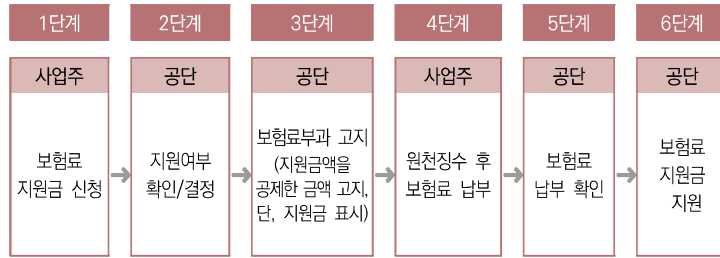 1단계
사업주
보험료
지원금 신청
2단계
공단
지원여부
확인/결정
3단계
공단
보험료부과 고지
(지원금액을
공제한 금액 고지,
단, 지원금 표시)
4단계
사업주
원천징수 후
보험료 납부
5단계
공단
보험료
납부 확인
6단계
공단
보험료
지원금
지원